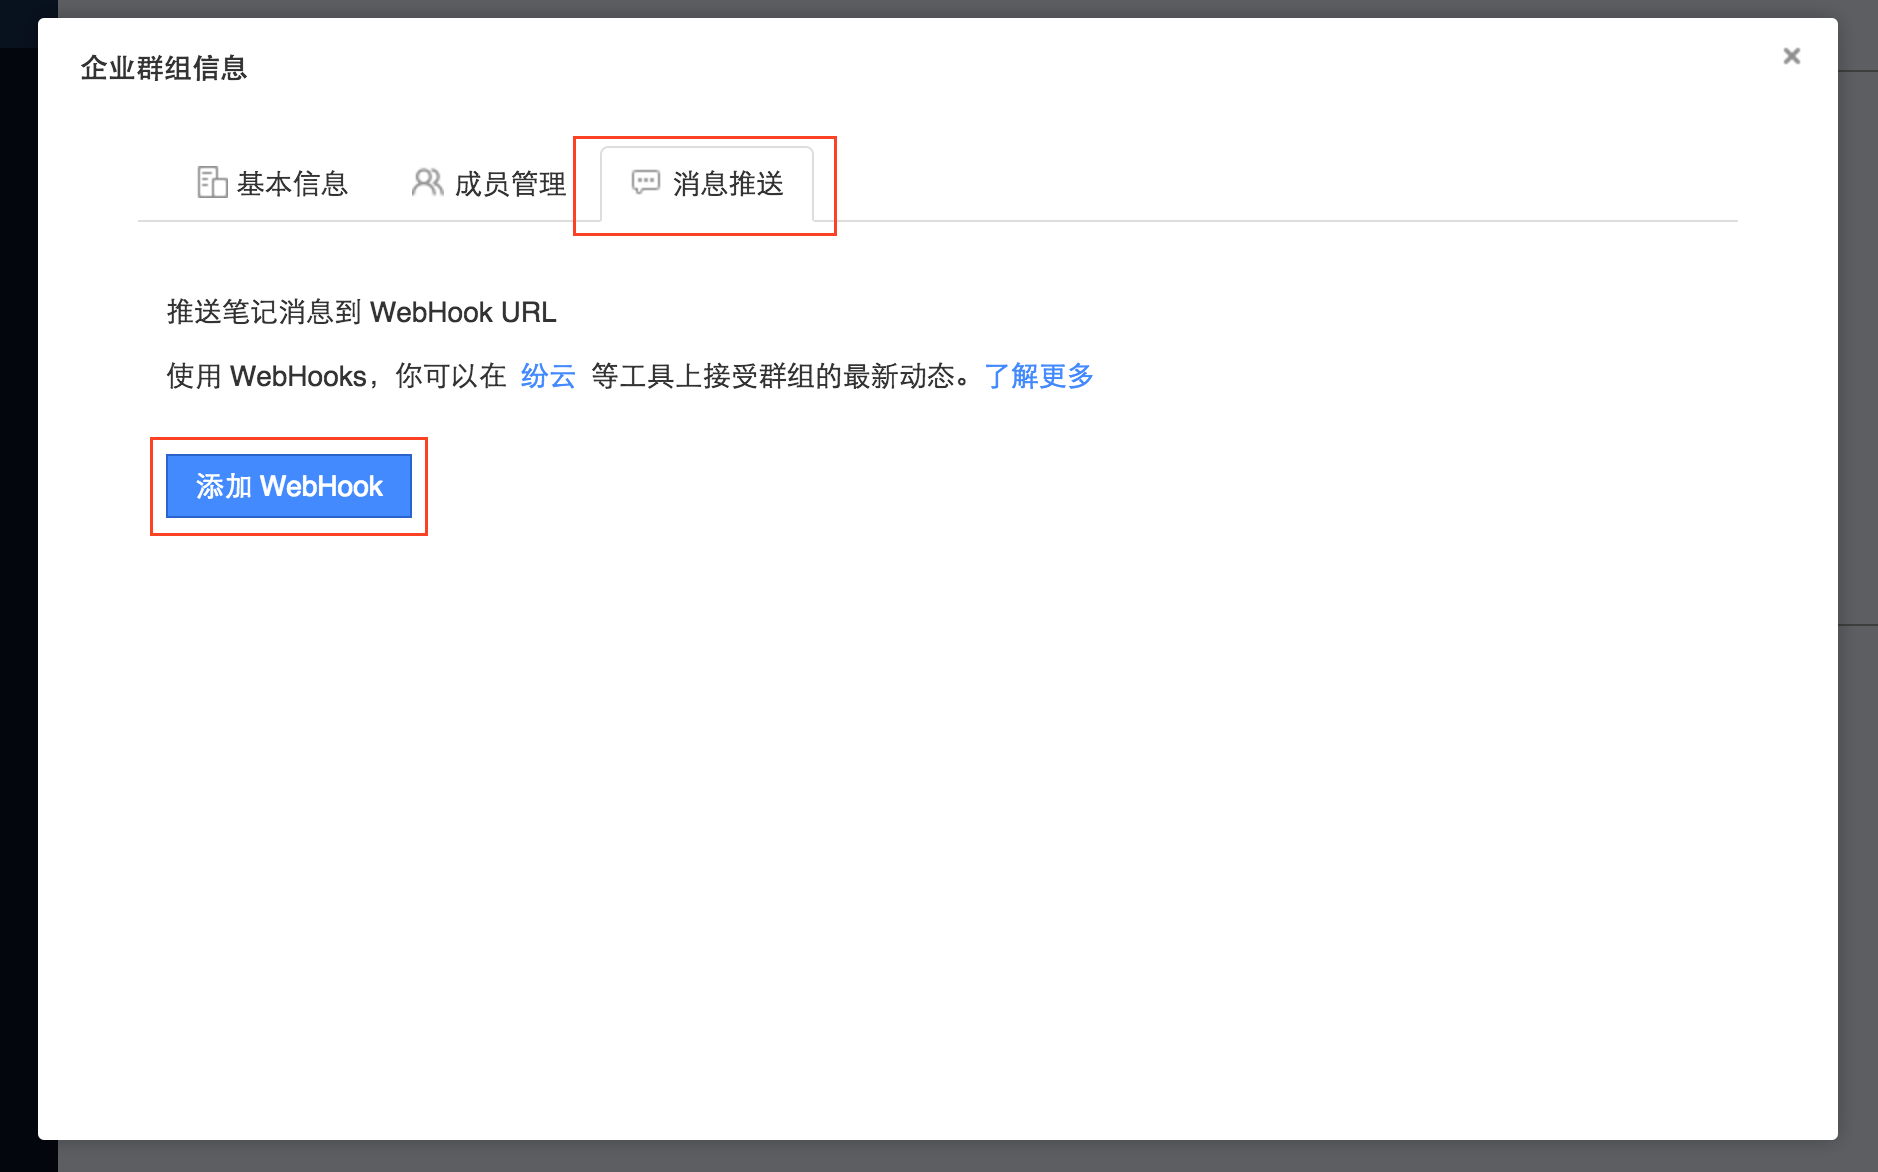 企业群组信息
基本信息 成员管理 消息推送
推送笔记消息到 WebHook URL
使用 WebHooks，你可以在 纷云 等工具上接受群组的最新动态。了解更多
添加 WebHook